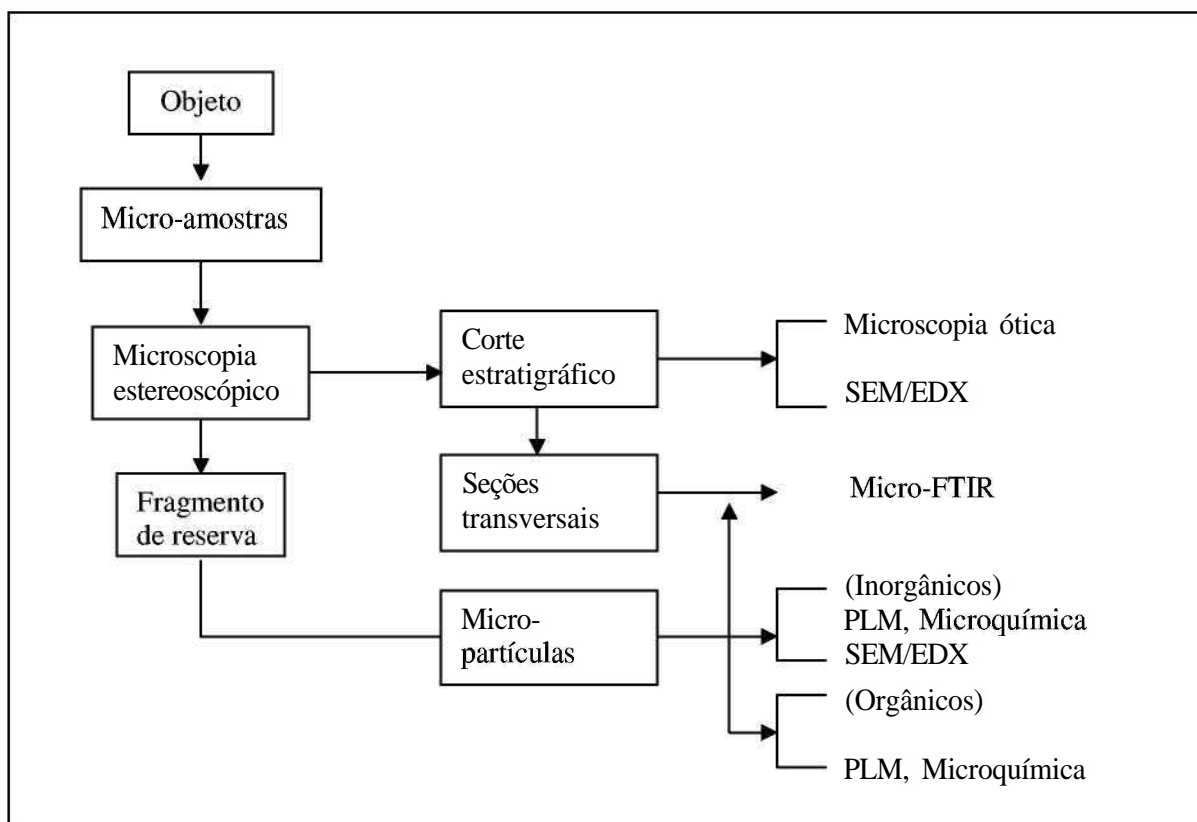 Objeto
Micro-amostras
Microscopia
estereoscópico
Fragmento
de reserva
Corte
estratigráfico
Seções
transversais
Micro-
partículas
Microscopia ótica
SEM/EDX
Micro-FTIR
(Inorgânicos)
PLM, Microquímica
SEM/EDX
(Orgânicos)
PLM, Microquímica